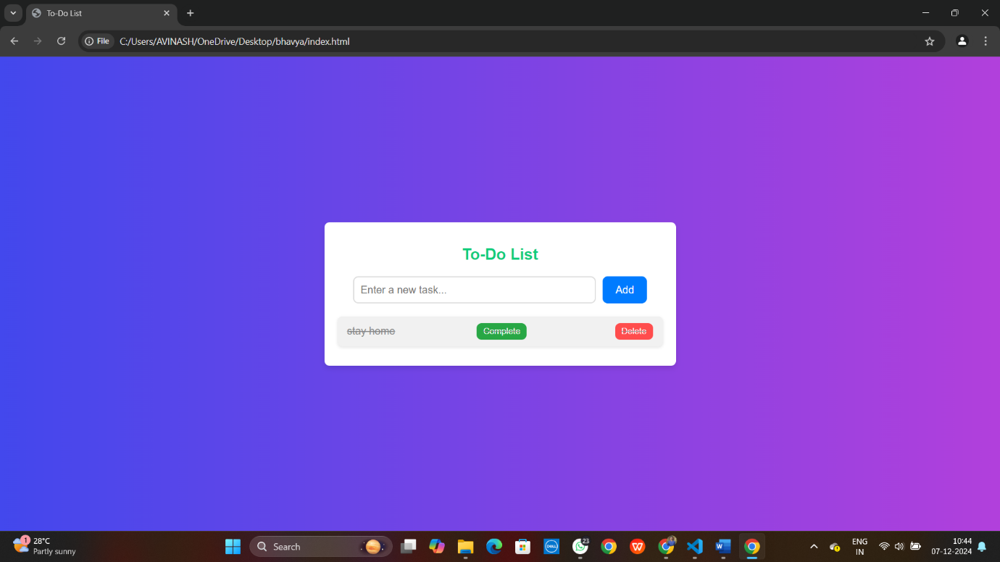 To-Do List
File C:/Users/AVINASH/OneDrive/Desktop/bhavya/index.html
To-Do List
Enter a new task... Add
stay home Complete Delete
1 28°C
Partly sunny
Search
DELL
23
W
W
ENG
IN
10:44
07-12-2024